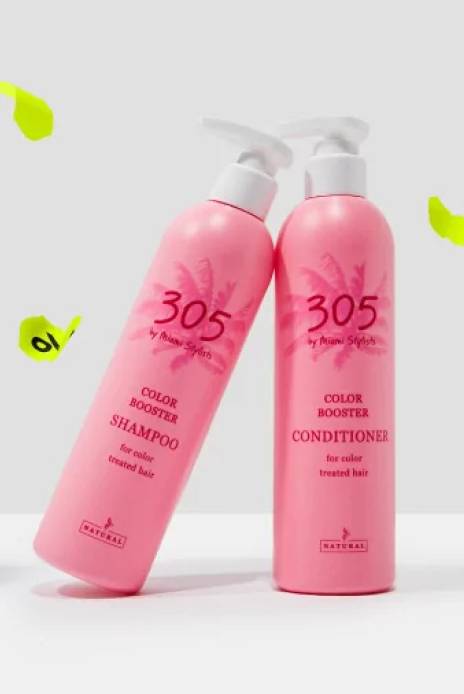 305
by Miami Stylists
COLOR
BOOSTER
SHAMPOO
for color
treated hair
NATURAL
305
by Miami Stylists
COLOR
BOOSTER
CONDITIONER
for color
treated hair
NATURAL